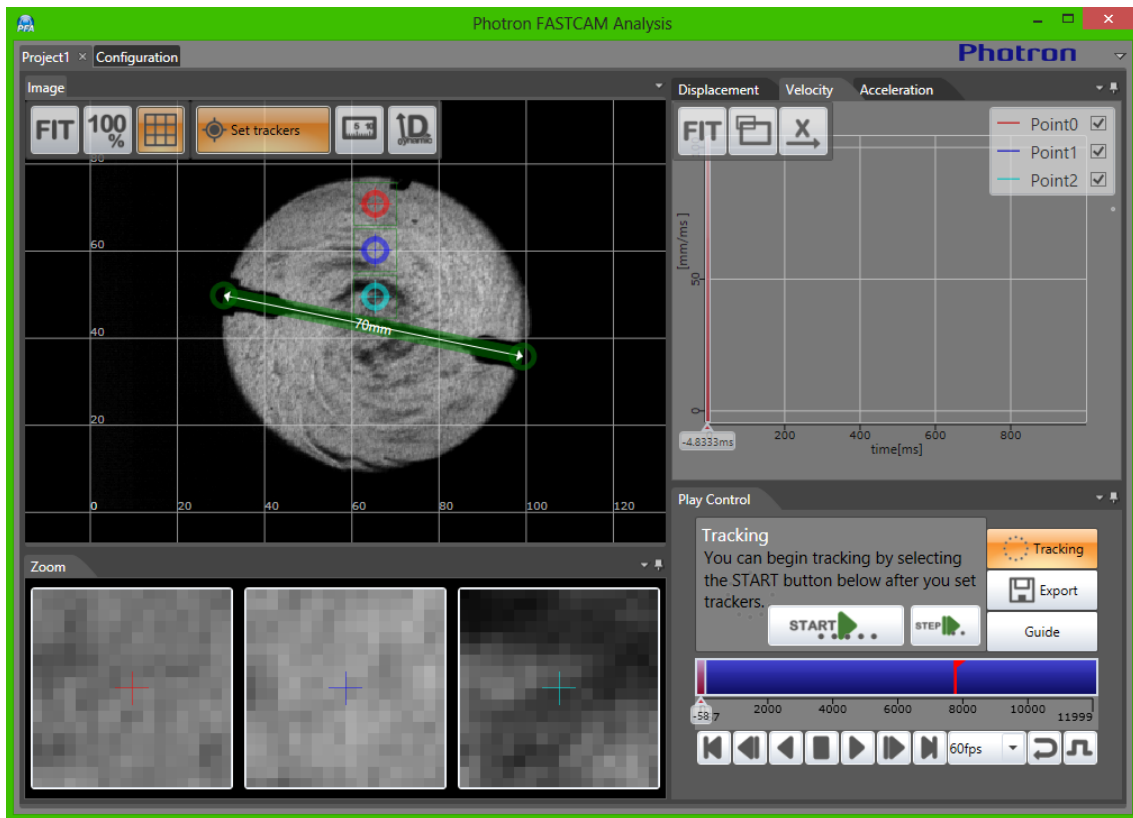 PFA
Photron FASTCAM Analysis
Project1 × Configuration
Photron
Image
FIT 100 % Set trackers 5 10 1D dynamic
60
40
20
0 20 40 60 80 100 120
70mm
Displacement Velocity Acceleration
FIT X
Point0
Point1
Point2
[mm/ms]
50
0
-4.8333ms
200 400 600 800
time[ms]
Zoom
Play Control
Tracking
You can begin tracking by selecting
the START button below after you set
trackers.
START STEP
Tracking
Export
Guide
-58 7 2000 4000 6000 8000 10000 11999
60fps